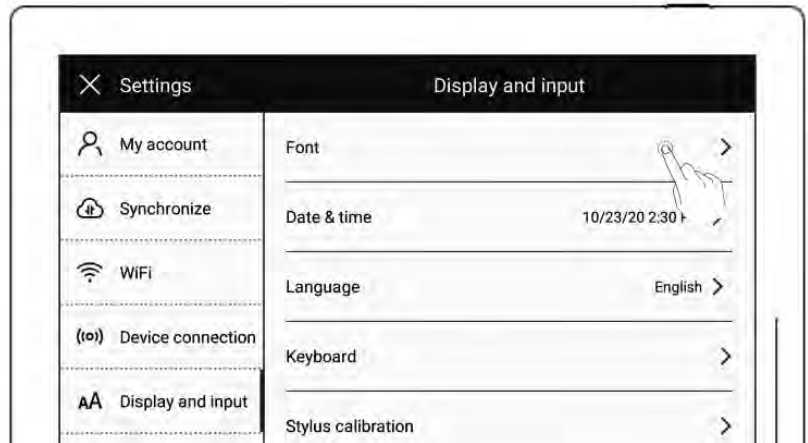 Settings
Display and input
My account
Synchronize
WiFi
Device connection
AA Display and input
Font
Date & time 10/23/20 2:30
Language English
Keyboard
Stylus calibration